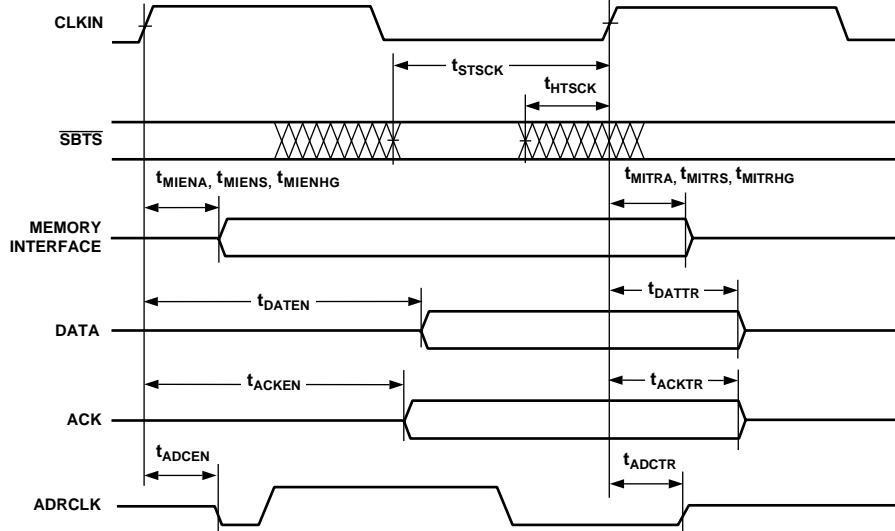 CLKIN
tSTSCK
tHTSCK
SBTS
tMIENA, tMIENS, tMIENHG
tMITRA, tMITRS, tMITRHG
MEMORY
INTERFACE
tDATEN
tDATTR
DATA
tACKEN
tACKTR
ACK
tADCEN
tADCTR
ADRCLK